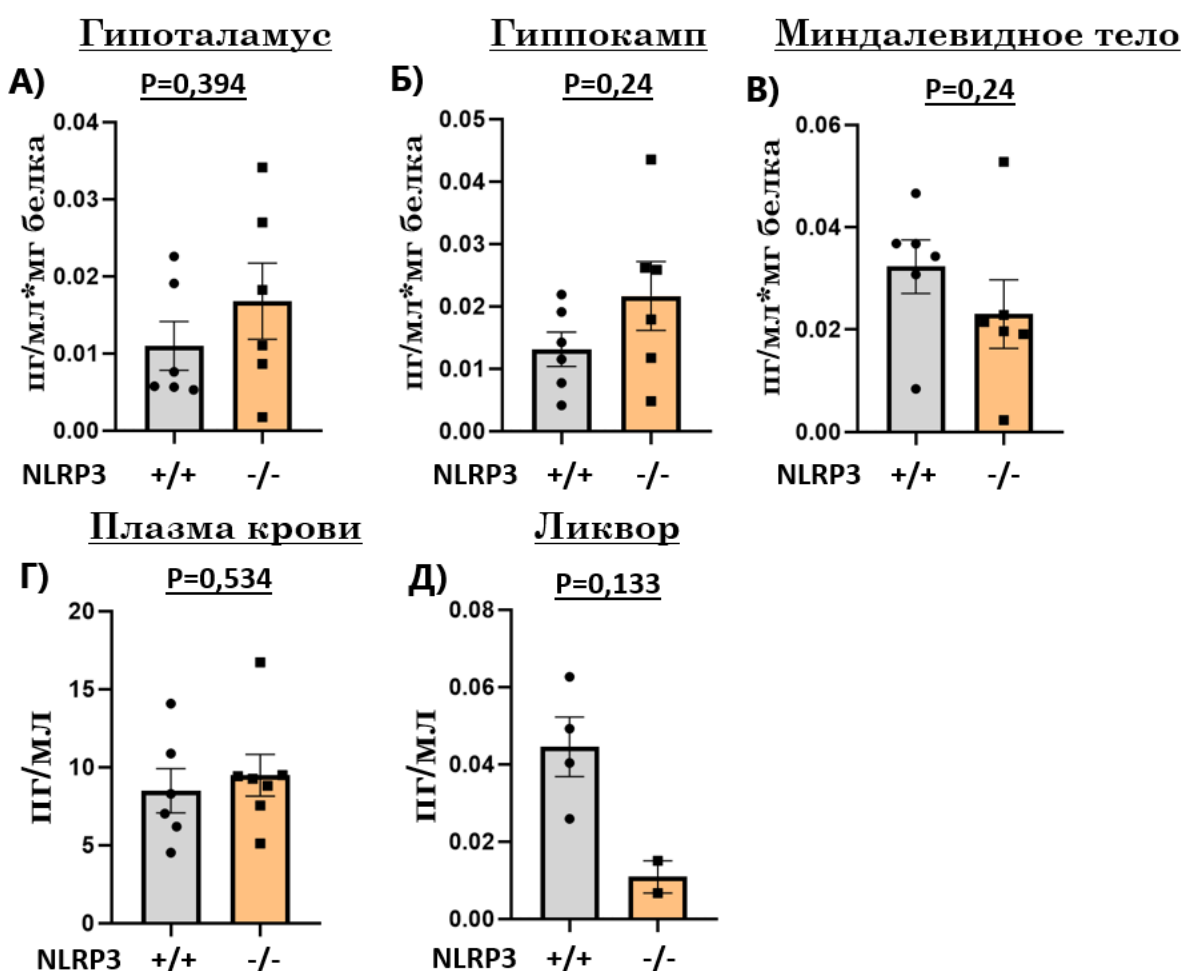 Гипоталамус
А)
P=0,394
пг/мл*мг белка
0.04
0.03
0.02
0.01
0.00
NLRP3 +/+ -/-
Гиппокамп
Б)
P=0,24
пг/мл*мг белка
0.05
0.04
0.03
0.02
0.01
0.00
NLRP3 +/+ -/-
Миндалевидное тело
В)
P=0,24
пг/мл*мг белка
0.06
0.04
0.02
0.00
NLRP3 +/+ -/-
Плазма крови
Г)
P=0,534
пг/мл
20
15
10
5
0
NLRP3 +/+ -/-
Ликвор
Д)
P=0,133
пг/мл
0.08
0.06
0.04
0.02
0.00
NLRP3 +/+ -/-